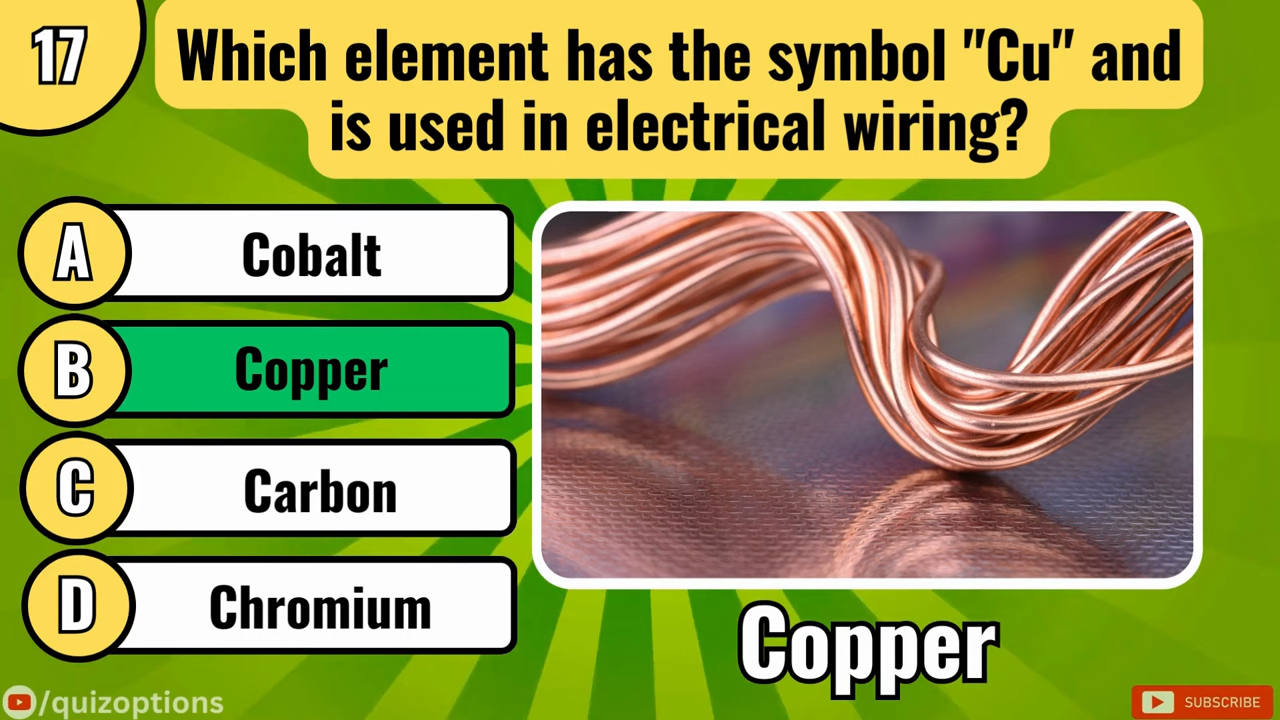 17
Which element has the symbol "Cu" and
is used in electrical wiring?
A
Cobalt
B
Copper
C
Carbon
D
Chromium
Copper
/quizoptions
SUBSCRIBE